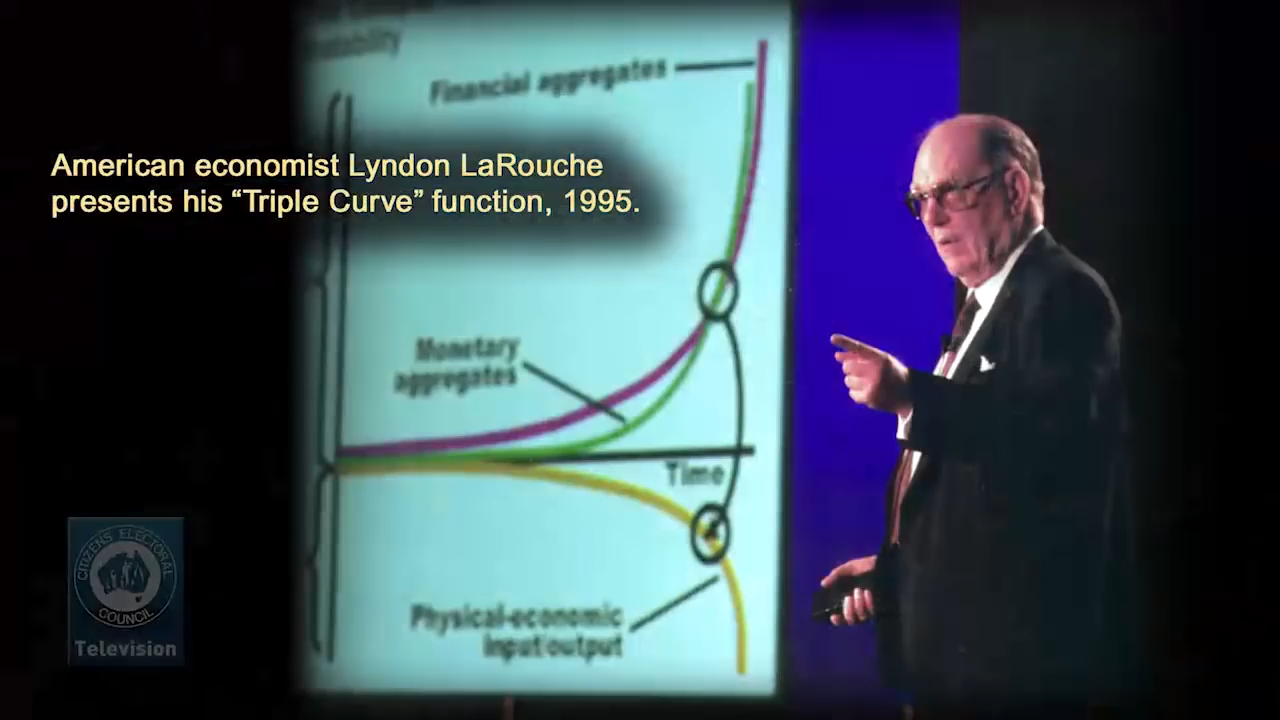 Financial aggregates
American economist Lyndon LaRouche
presents his “Triple Curve” function, 1995.
Monetary
aggregates
Time
Physical-economic
input/output
CITIZENS ELECTORAL
COUNCIL
Television